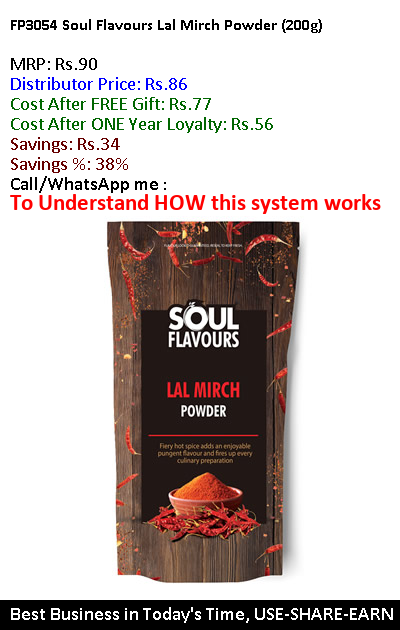 FP3054 Soul Flavours Lal Mirch Powder (200g)
MRP: Rs.90
Distributor Price: Rs.86
Cost After FREE Gift: Rs.77
Cost After ONE Year Loyalty: Rs.56
Savings: Rs.34
Savings %: 38%
Call/WhatsApp me :
To Understand HOW this system works
SOUL
FLAVOURS
LAL MIRCH
POWDER
Fiery hot spice adds an enjoyable
pungent flavour and fires up every
culinary preparation
Best Business in Today's Time, USE-SHARE-EARN